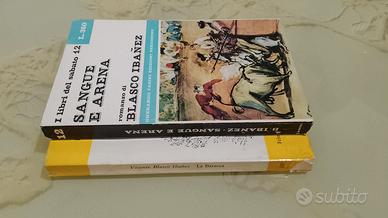 I libri del sabato 12
L. 350
SANGUE
E ARENA
romanzo di
BLASCO IBAÑEZ
12
B. IBANEZ - SANGUE E ARENA
Vicente Blasco Ibáñez
La Barraca
subito